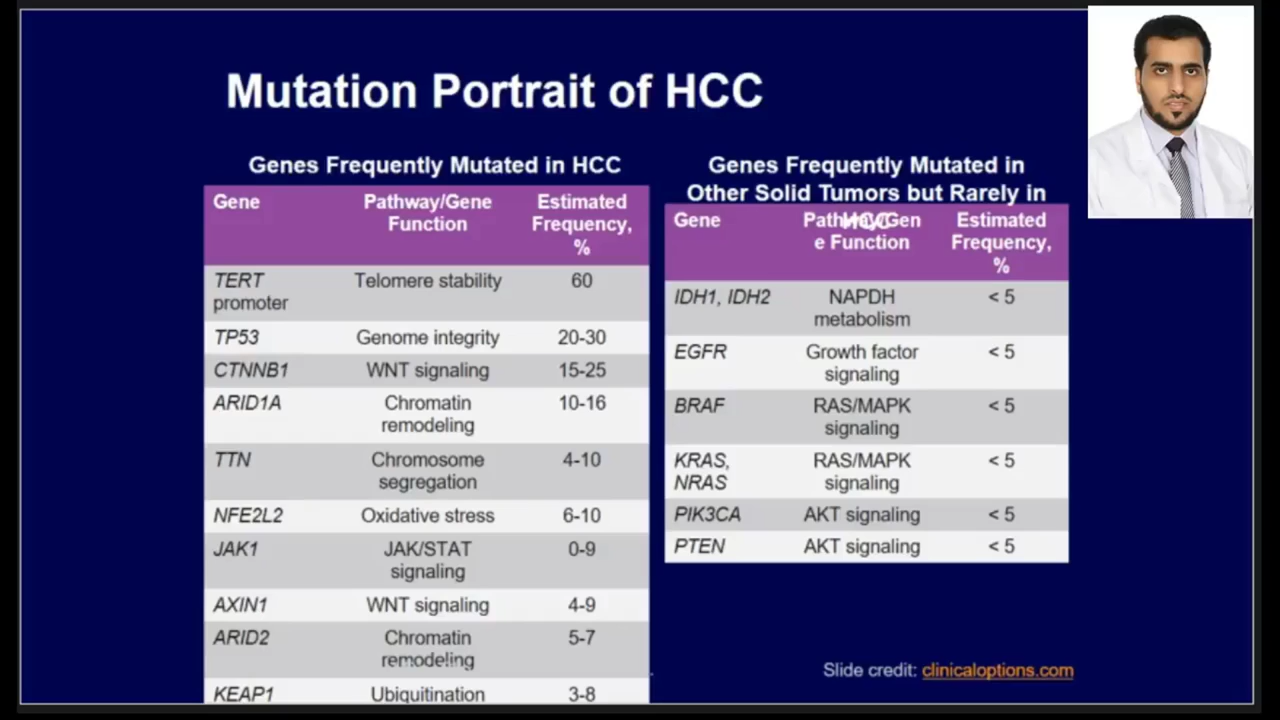 Mutation Portrait of HCC
Genes Frequently Mutated in HCC
Gene Pathway/Gene Estimated
Function Frequency,
%
TERT Telomere stability 60
promoter
TP53 Genome integrity 20-30
CTNNB1 WNT signaling 15-25
ARID1A Chromatin 10-16
remodeling
TTN Chromosome 4-10
segregation
NFE2L2 Oxidative stress 6-10
JAK1 JAK/STAT 0-9
signaling
AXIN1 WNT signaling 4-9
ARID2 Chromatin 5-7
remodeling
KEAP1 Ubiquitination 3-8
Genes Frequently Mutated in
Other Solid Tumors but Rarely in
HCC
Gene Pathway/Gen Estimated
e Function Frequency,
%
IDH1, IDH2 NAPDH < 5
metabolism
EGFR Growth factor < 5
signaling
BRAF RAS/MAPK < 5
signaling
KRAS, RAS/MAPK < 5
NRAS signaling
PIK3CA AKT signaling < 5
PTEN AKT signaling < 5
Slide credit: clinicaloptions.com